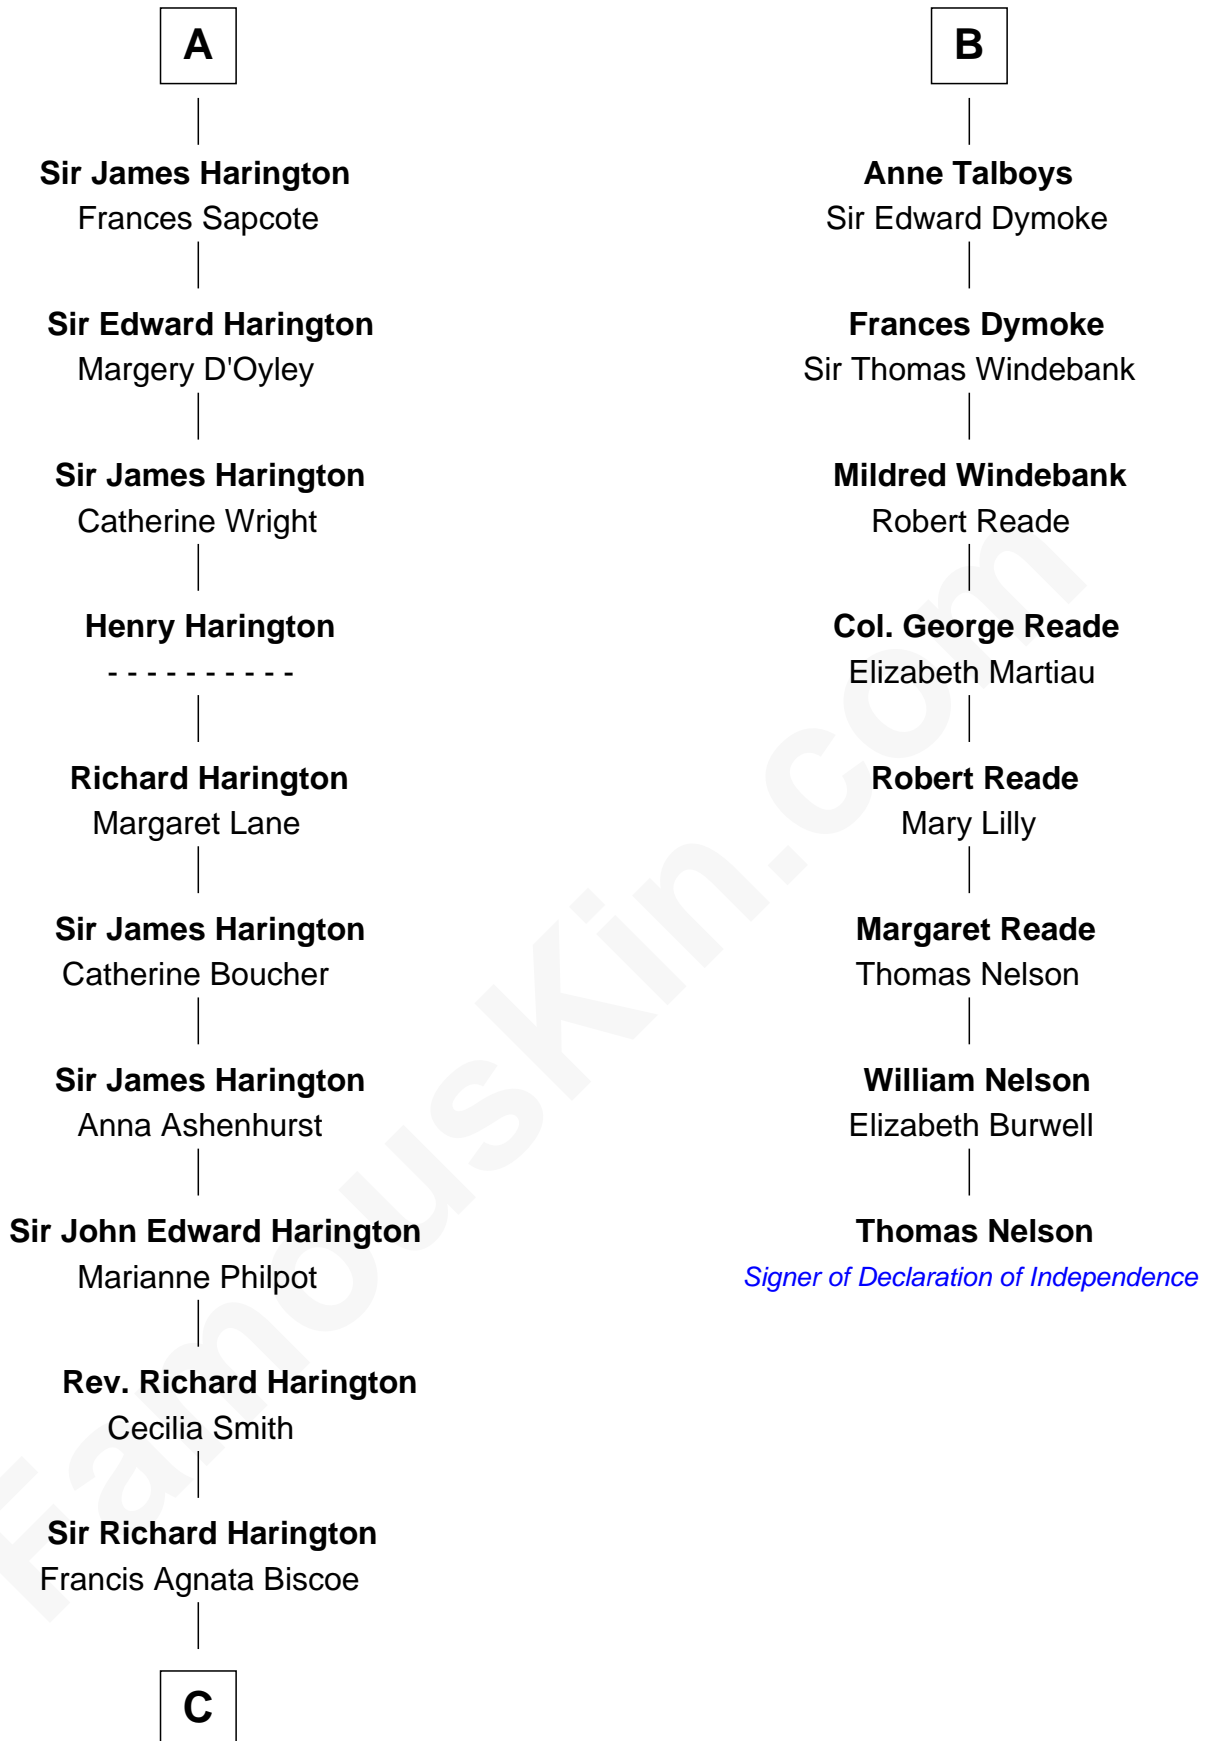 A
Sir James Harington
Frances Sapcote
Sir Edward Harington
Margery D'Oyley
Sir James Harington
Catherine Wright
Henry Harington
- - - - - - - - - -
Richard Harington
Margaret Lane
Sir James Harington
Catherine Boucher
Sir James Harington
Anna Ashenhurst
Sir John Edward Harington
Marianne Philpot
Rev. Richard Harington
Cecilia Smith
Sir Richard Harington
Francis Agnata Biscoe
C
B
Anne Talboys
Sir Edward Dymoke
Frances Dymoke
Sir Thomas Windebank
Mildred Windebank
Robert Reade
Col. George Reade
Elizabeth Martiau
Robert Reade
Mary Lilly
Margaret Reade
Thomas Nelson
William Nelson
Elizabeth Burwell
Thomas Nelson
Signer of Declaration of Independence
FamousKin.com